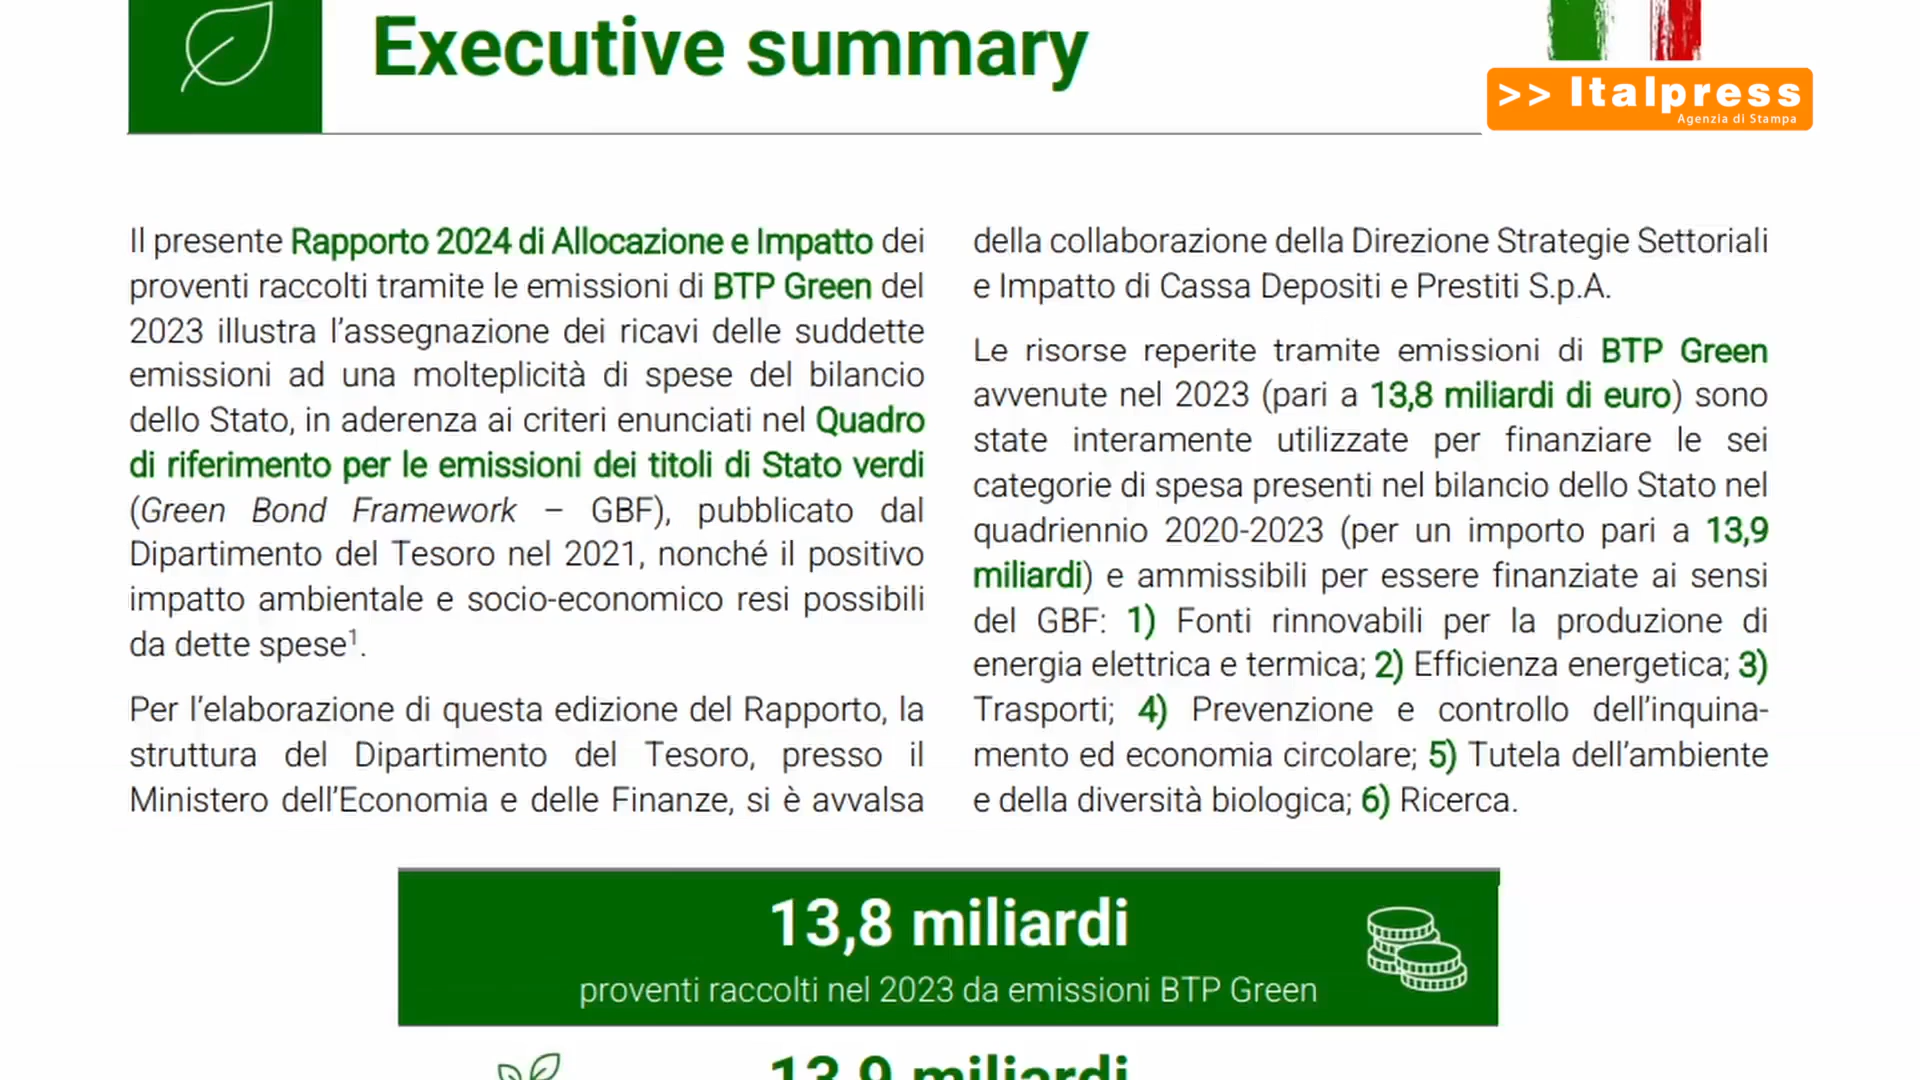 Executive summary
>> Italpress
Agenzia di Stampa
Il presente Rapporto 2024 di Allocazione e Impatto dei
proventi raccolti tramite le emissioni di BTP Green del
2023 illustra l'assegnazione dei ricavi delle suddette
emissioni ad una molteplicità di spese del bilancio
dello Stato, in aderenza ai criteri enunciati nel Quadro
di riferimento per le emissioni dei titoli di Stato verdi
(Green Bond Framework – GBF), pubblicato dal
Dipartimento del Tesoro nel 2021, nonché il positivo
impatto ambientale e socio-economico resi possibili
da dette spese¹.
Per l'elaborazione di questa edizione del Rapporto, la
struttura del Dipartimento del Tesoro, presso il
Ministero dell'Economia e delle Finanze, si è avvalsa
della collaborazione della Direzione Strategie Settoriali
e Impatto di Cassa Depositi e Prestiti S.p.A.
Le risorse reperite tramite emissioni di BTP Green
avvenute nel 2023 (pari a 13,8 miliardi di euro) sono
state interamente utilizzate per finanziare le sei
categorie di spesa presenti nel bilancio dello Stato nel
quadriennio 2020-2023 (per un importo pari a 13,9
miliardi) e ammissibili per essere finanziate ai sensi
del GBF: 1) Fonti rinnovabili per la produzione di
energia elettrica e termica; 2) Efficienza energetica; 3)
Trasporti; 4) Prevenzione e controllo dell'inquina-
mento ed economia circolare; 5) Tutela dell'ambiente
e della diversità biologica; 6) Ricerca.
13,8 miliardi
proventi raccolti nel 2023 da emissioni BTP Green
13,9 miliardi